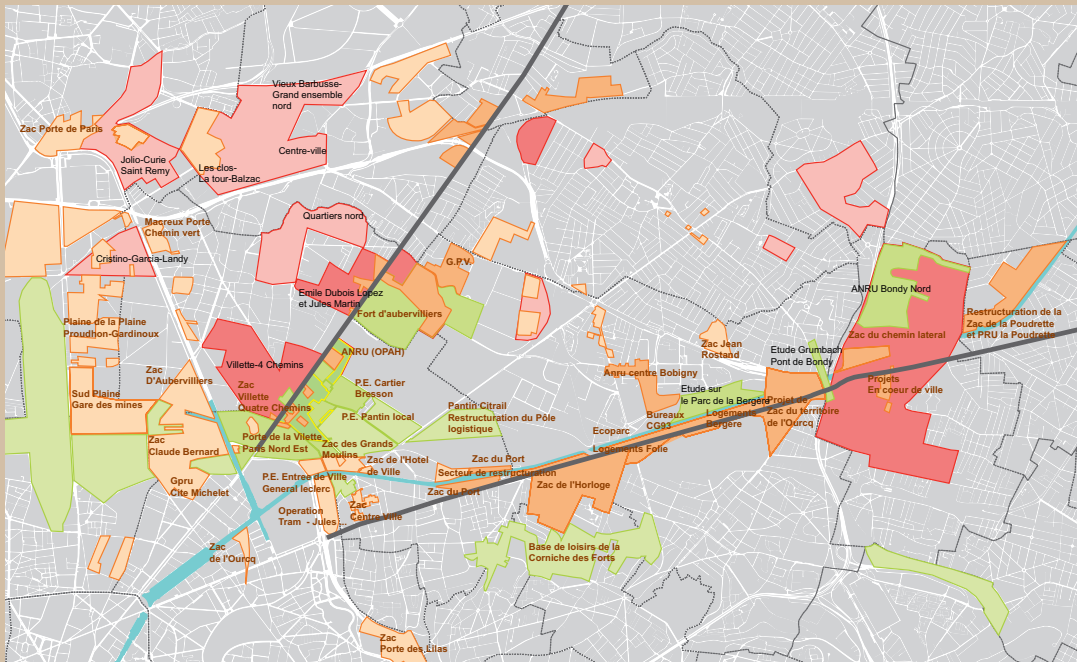 Vieux Barbusse-
Grand ensemble
nord
Zac Porte de Paris
Jolio-Curie
Saint Remy
Les clos-
La tour-Balzac
Centre-ville
Quartiers nord
Macreux Porte
Chemin vert
Cristino-Garcia-Landy
G.P.V.
Emile Dubois Lopez
et Jules Martin
Fort d'aubervilliers
ANRU Bondy Nord
Plaine de la Plaine
Proudhon-Gardinoux
Restructuration de la
Zac de la Poudrette
et PRU la Poudrette
Zac du chemin lateral
ANRU (OPAH)
Zac Jean
Rostand
Etude Grumbach
Pont de Bondy
Villette-4 Chemins
Zac
D'Aubervilliers
Anru centre Bobigny
Projets
En coeur de ville
Zac
Villette
Quatre Chemins
P.E. Cartier
Bresson
Etude sur
le Parc de la Bergère
Sud Plaine
Gare des mines
P.E. Pantin local
Pantin Citrail
Restructuration du Pôle
logistique
Bureaux
CG93
Logements
Bergère
Projet de
Zac du territoire
de l'Ourcq
Zac
Claude Bernard
Porte de la Villette
Paris Nord Est
Zac des Grands
Moulins
Ecoparc
Logements Folie
Zac de l'Hotel
de Ville
Zac du Port
Secteur de restructuration
Gpru
Cite Michelet
P.E. Entree de Ville
General leclerc
Zac du Port
Zac de l'Horloge
Operation
Tram - Jules ...
Zac
Centre Ville
Zac
de l'Ourcq
Base de loisirs de la
Corniche des Forts
Zac
Porte des Lilas